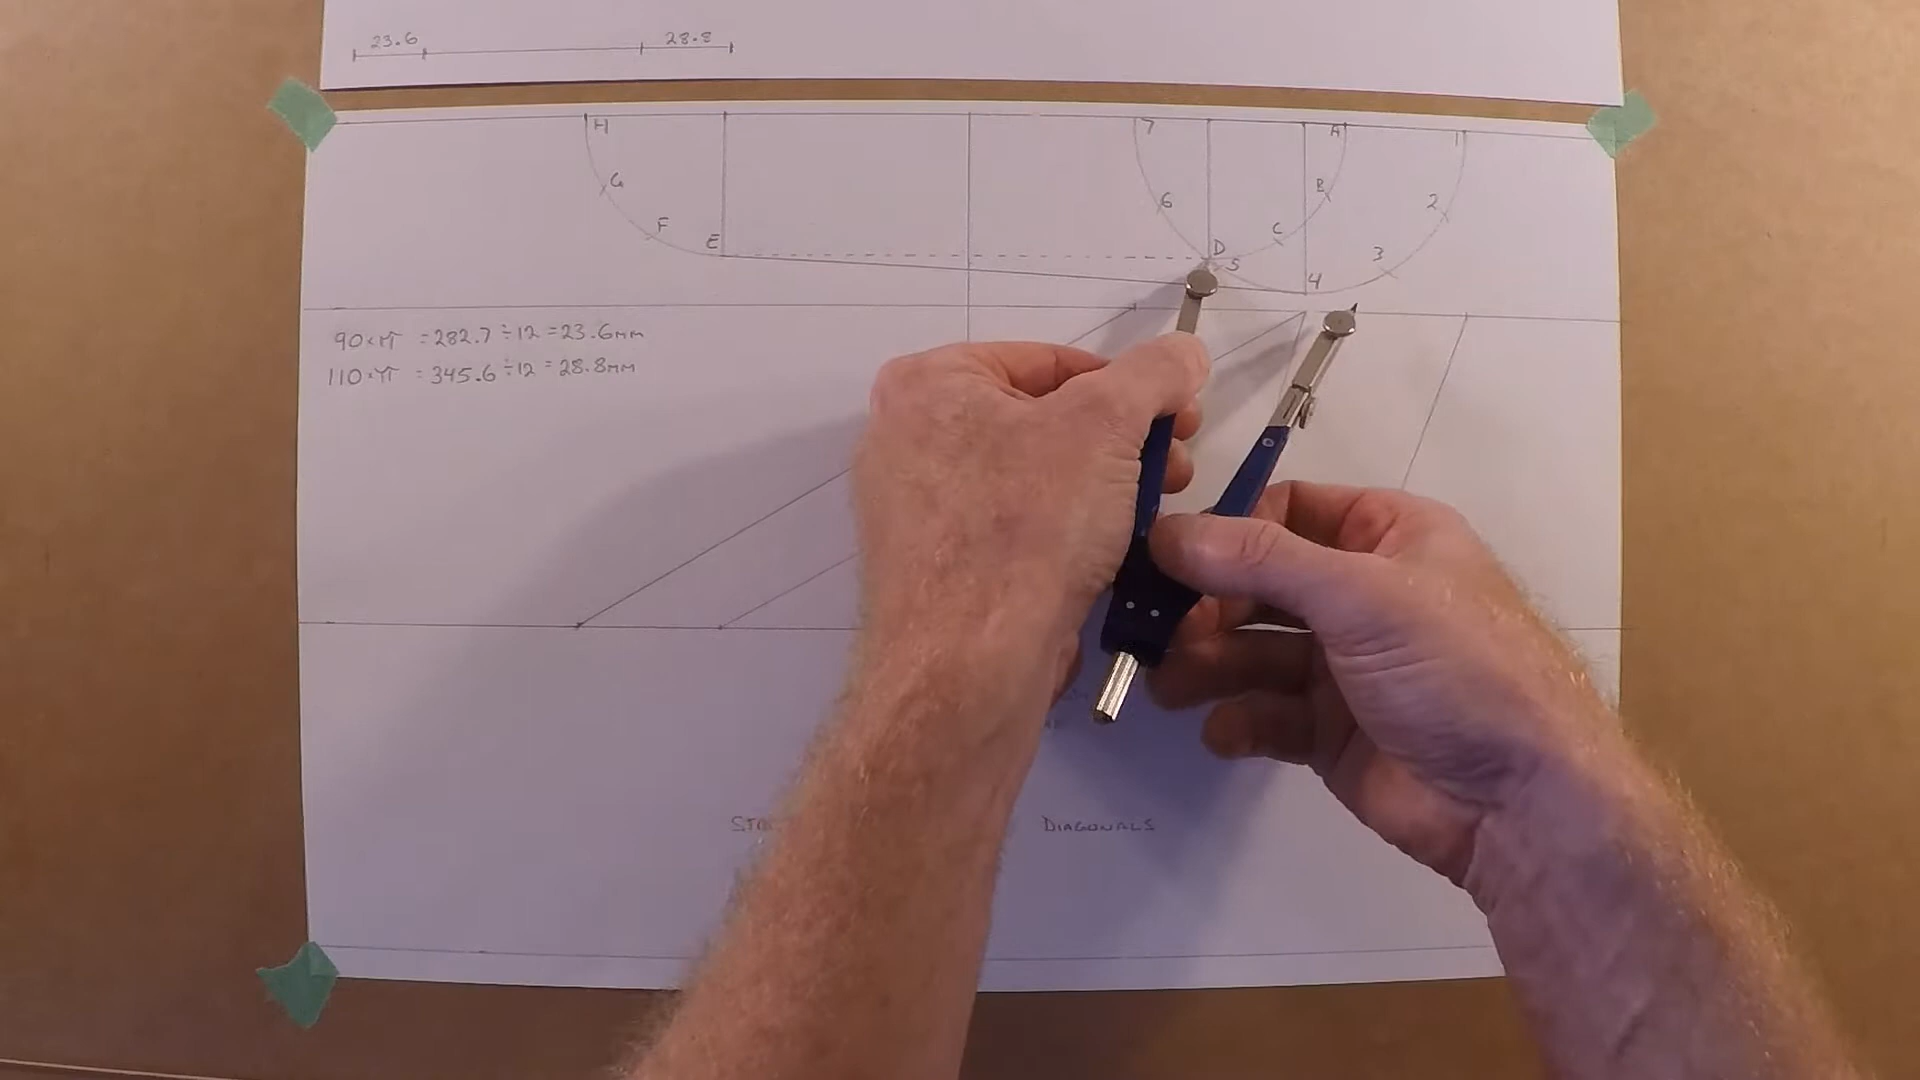 23.6 28.8
H 7 A 1
G B 2
F 6 C
E D 3
5 4
90×π = 282.7 ÷12 = 23.6mm
110×π = 345.6 ÷12 = 28.8mm
DIAGONALS